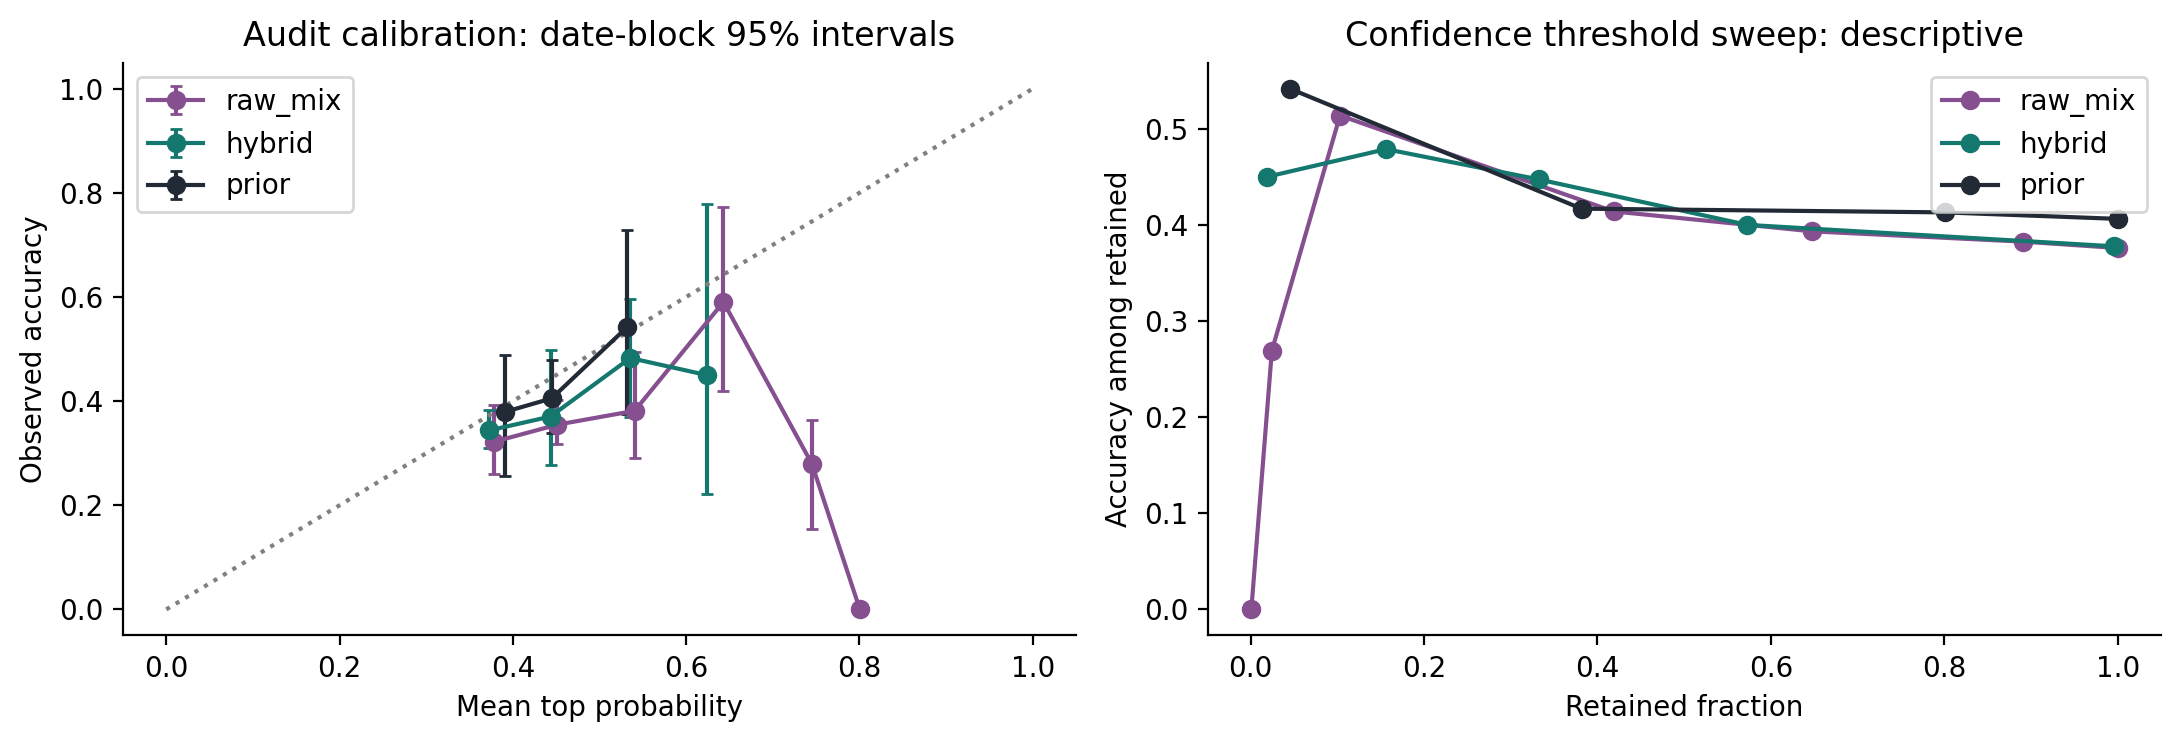 Audit calibration: date-block 95% intervals
raw_mix
hybrid
prior
Observed accuracy
1.0
0.8
0.6
0.4
0.2
0.0
0.0 0.2 0.4 0.6 0.8 1.0
Mean top probability
Confidence threshold sweep: descriptive
raw_mix
hybrid
prior
Accuracy among retained
0.5
0.4
0.3
0.2
0.1
0.0
0.0 0.2 0.4 0.6 0.8 1.0
Retained fraction